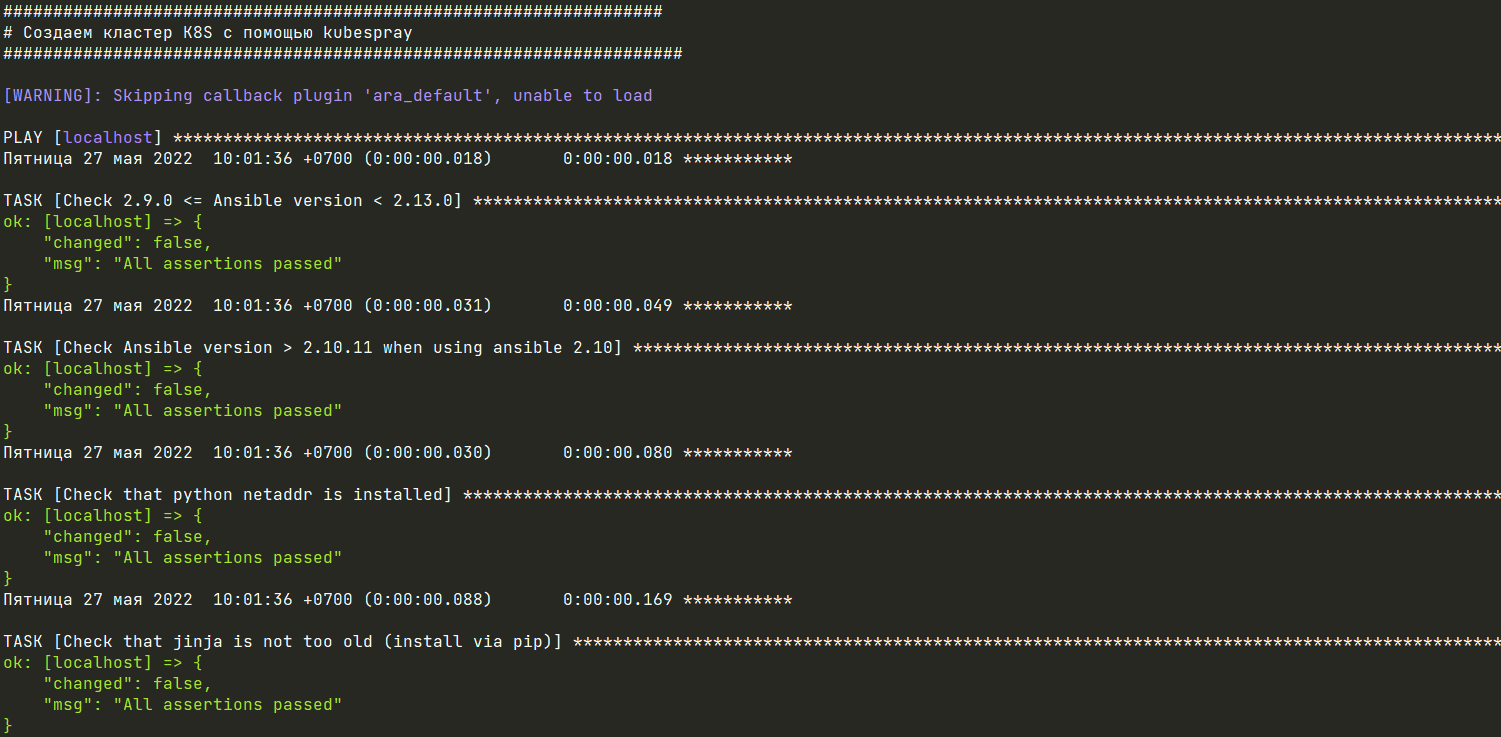 ##################################################################
# Создаем кластер K8S с помощью kubespray
####################################################################
[WARNING]: Skipping callback plugin 'ara_default', unable to load
PLAY [localhost] *************************************************************************************************************************************
Пятница 27 мая 2022  10:01:36 +0700 (0:00:00.018)       0:00:00.018 ***********
TASK [Check 2.9.0 <= Ansible version < 2.13.0] *******************************************************************************************************
ok: [localhost] => {
    "changed": false,
    "msg": "All assertions passed"
}
Пятница 27 мая 2022  10:01:36 +0700 (0:00:00.031)       0:00:00.049 ***********
TASK [Check Ansible version > 2.10.11 when using ansible 2.10] ***************************************************************************************
ok: [localhost] => {
    "changed": false,
    "msg": "All assertions passed"
}
Пятница 27 мая 2022  10:01:36 +0700 (0:00:00.030)       0:00:00.080 ***********
TASK [Check that python netaddr is installed] ********************************************************************************************************
ok: [localhost] => {
    "changed": false,
    "msg": "All assertions passed"
}
Пятница 27 мая 2022  10:01:36 +0700 (0:00:00.088)       0:00:00.169 ***********
TASK [Check that jinja is not too old (install via pip)] *********************************************************************************************
ok: [localhost] => {
    "changed": false,
    "msg": "All assertions passed"
}